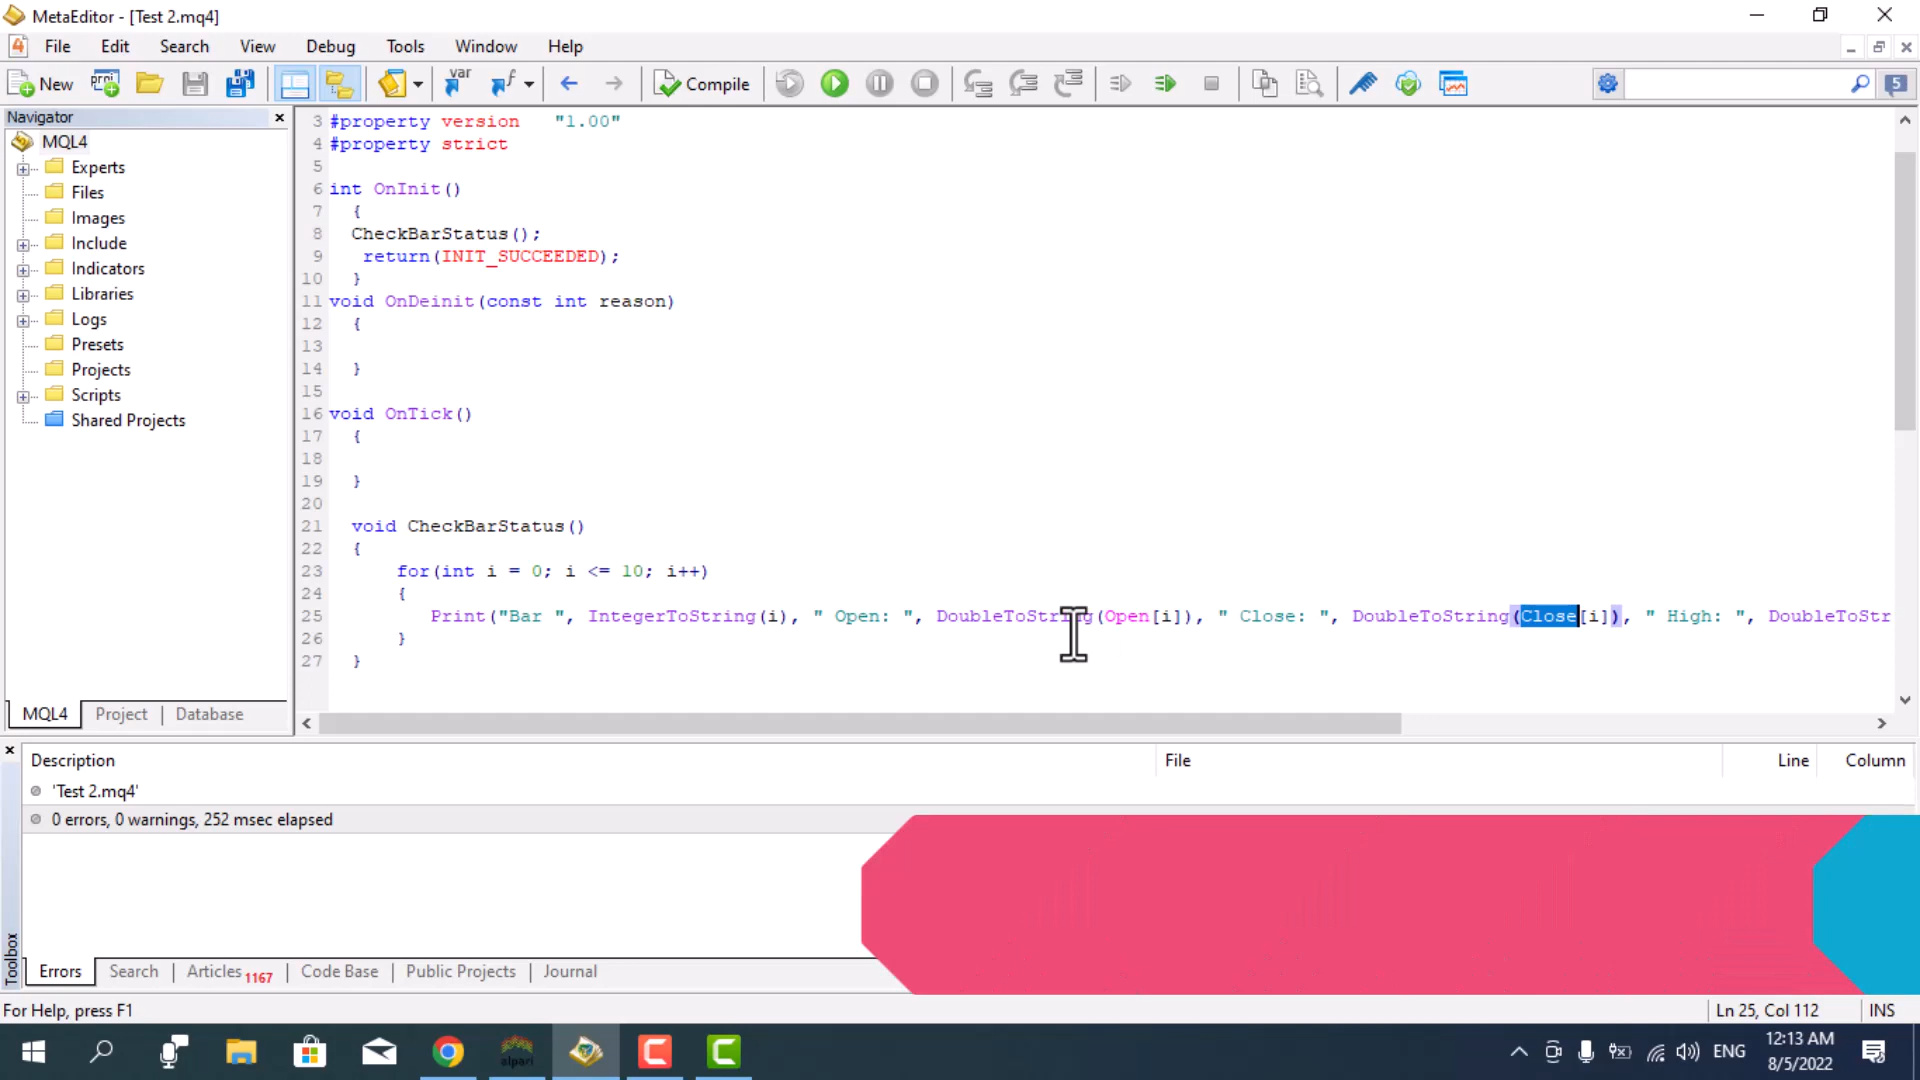 MetaEditor - [Test 2.mq4]
File Edit Search View Debug Tools Window Help
New Compile 5
Navigator
MQL4
Experts
Files
Images
Include
Indicators
Libraries
Logs
Presets
Projects
Scripts
Shared Projects
MQL4 Project Database
3 #property version "1.00"
4 #property strict
5
6 int OnInit()
7 {
8 CheckBarStatus();
9 return(INIT_SUCCEEDED);
10 }
11 void OnDeinit(const int reason)
12 {
13
14 }
15
16 void OnTick()
17 {
18
19 }
20
21 void CheckBarStatus()
22 {
23 for(int i = 0; i <= 10; i++)
24 {
25 Print("Bar ", IntegerToString(i), " Open: ", DoubleToString(Open[i]), " Close: ", DoubleToString(Close[i]), " High: ", DoubleToStr
26 }
27 }
Description File Line Column
'Test 2.mq4'
0 errors, 0 warnings, 252 msec elapsed
Toolbox
Errors Search Articles 1167 Code Base Public Projects Journal
For Help, press F1 Ln 25, Col 112 INS
alpari ENG 12:13 AM
8/5/2022